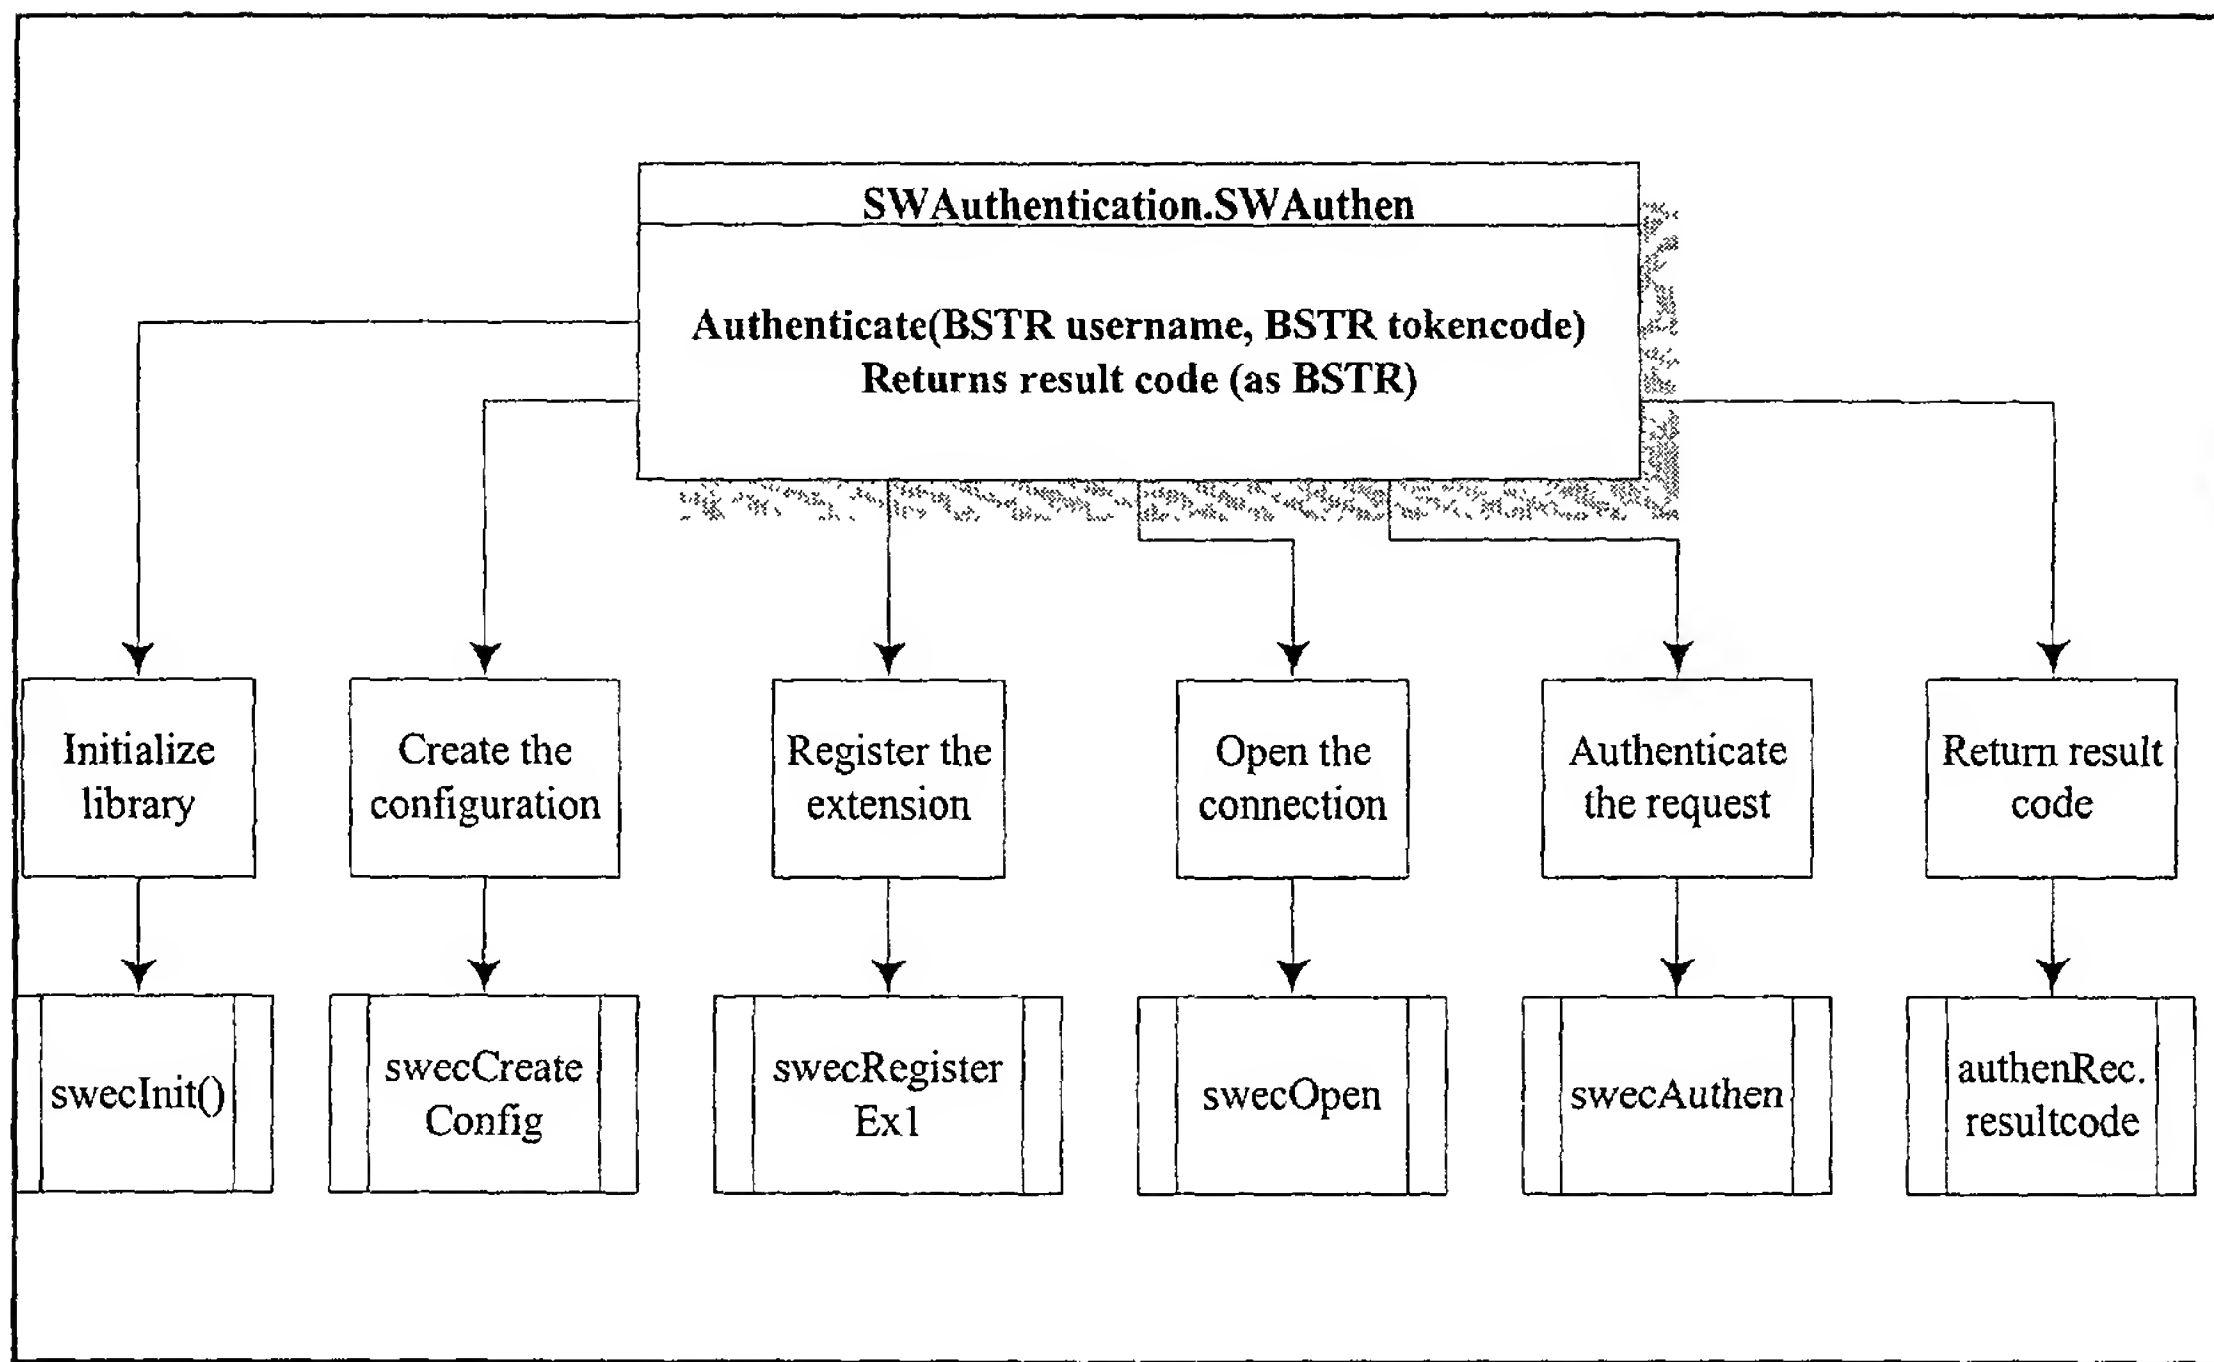 SWAuthentication.SWAuthen
Authenticate(BSTR username, BSTR tokencode)
Returns result code (as BSTR)
Initialize
library
Create the
configuration
Register the
extension
Open the
connection
Authenticate
the request
Return result
code
swecInit()
swecCreate
Config
swecRegister
Ex1
swecOpen
swecAuthen
authenRec.
resultcode